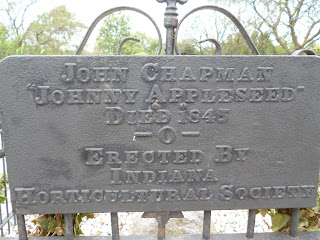 John Chapman
"Johnny Appleseed"
Died 1845
Erected By
Indiana
Horticultural Society